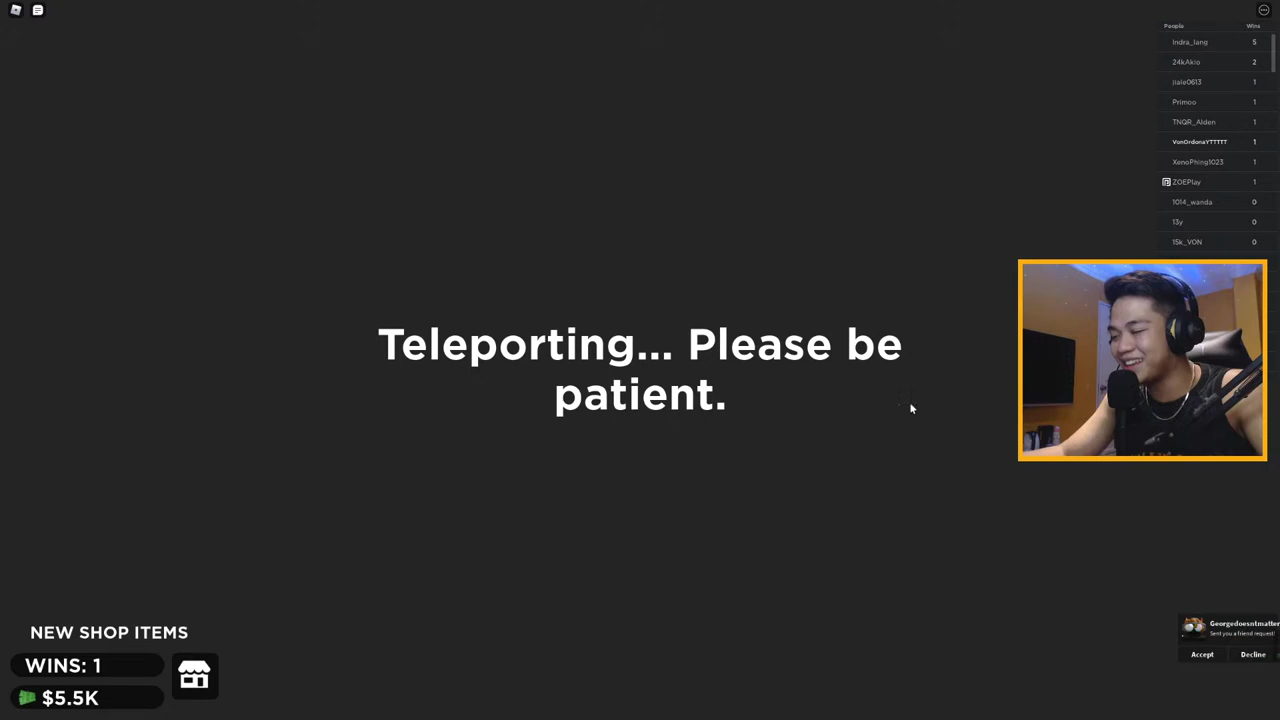 People Wins
Indra_lang 5
24kAkio 2
jiale0613 1
Primoo 1
TNQR_Alden 1
VonOrdonaYTTTTT 1
XenoPhing1023 1
ZOEPlay 1
1014_wanda 0
13y 0
15k_VON 0
Teleporting... Please be
patient.
Georgedoesntmatter
Sent you a friend request!
Accept Decline
NEW SHOP ITEMS
WINS: 1
$5.5K